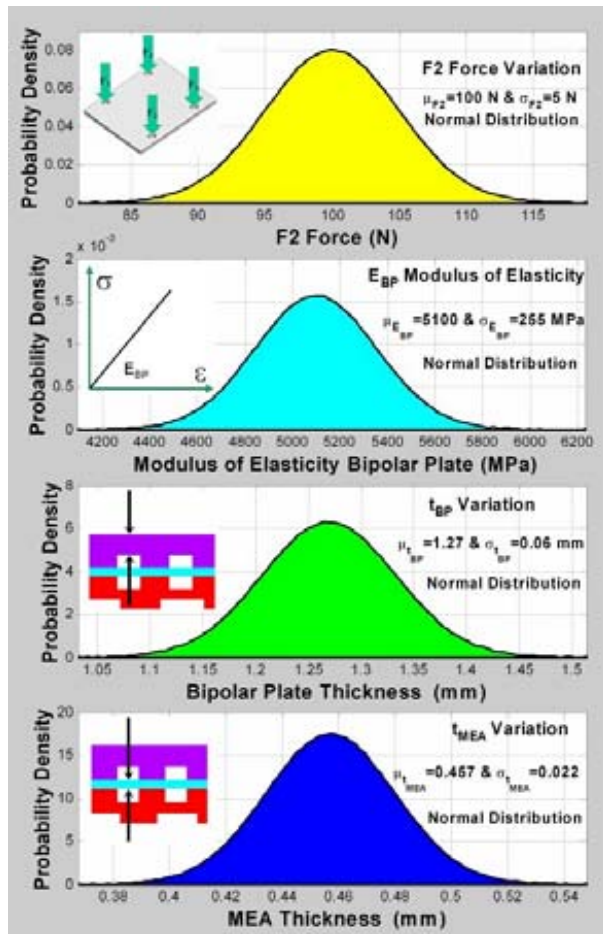 Probability Density
0.08
0.06
0.04
0.02
0
F2 Force Variation
μF2=100 N & σF2=5 N
Normal Distribution
85 90 95 100 105 110 115
F2 Force (N)
x 10-3
Probability Density
2
1.5
1
0.5
0
σ
EBP
ε
EBP Modulus of Elasticity
μEBP=5100 & σEBP=255 MPa
Normal Distribution
4200 4400 4600 4800 5000 5200 5400 5600 5800 6000 6200
Modulus of Elasticity Bipolar Plate (MPa)
Probability Density
8
6
4
2
0
tBP Variation
μtBP=1.27 & σtBP=0.06 mm
Normal Distribution
1.05 1.1 1.15 1.2 1.25 1.3 1.35 1.4 1.45 1.5
Bipolar Plate Thickness (mm)
Probability Density
20
15
10
5
0
tMEA Variation
μtMEA=0.457 & σtMEA=0.022
Normal Distribution
0.38 0.4 0.42 0.44 0.46 0.48 0.5 0.52 0.54
MEA Thickness (mm)